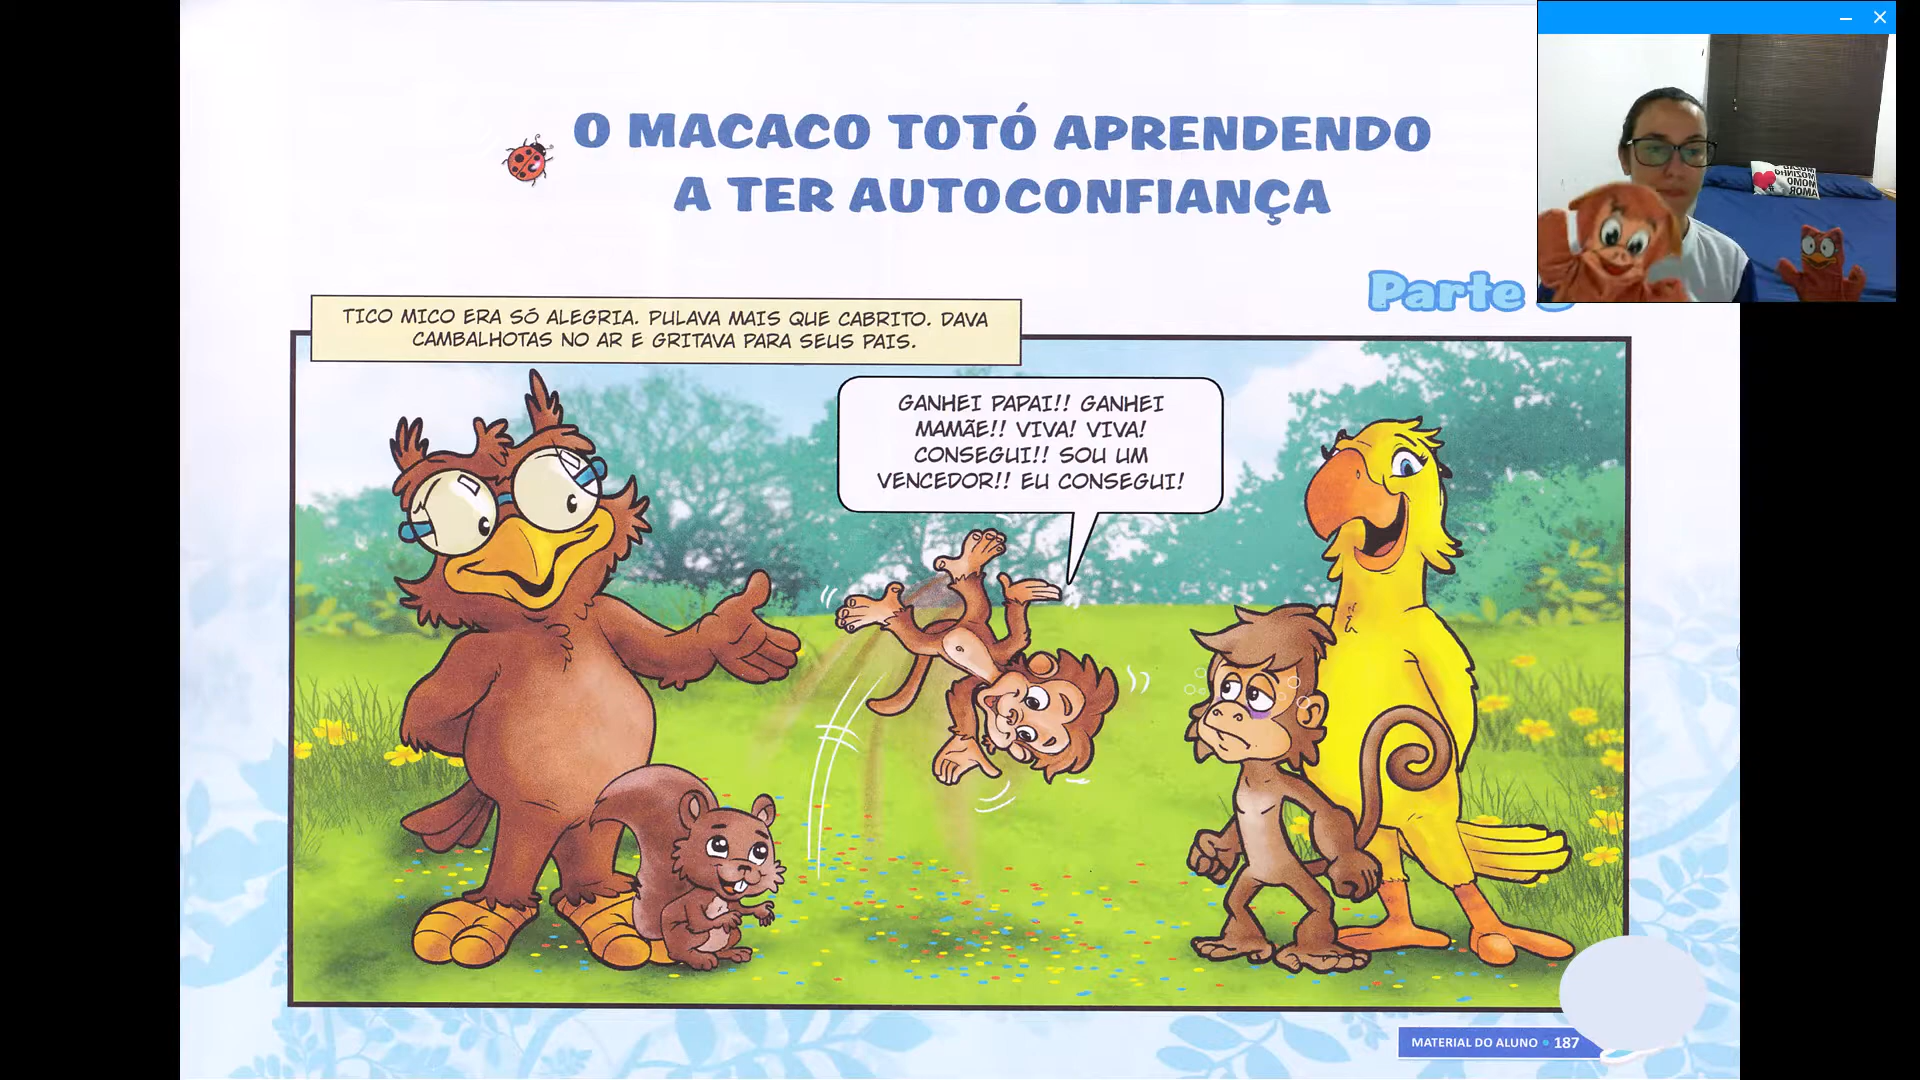 O MACACO TOTÓ APRENDENDO
A TER AUTOCONFIANÇA
Parte
TICO MICO ERA SÓ ALEGRIA. PULAVA MAIS QUE CABRITO. DAVA
CAMBALHOTAS NO AR E GRITAVA PARA SEUS PAIS.
GANHEI PAPAI!! GANHEI
MAMÃE!! VIVA! VIVA!
CONSEGUI!! SOU UM
VENCEDOR!! EU CONSEGUI!
MATERIAL DO ALUNO • 187